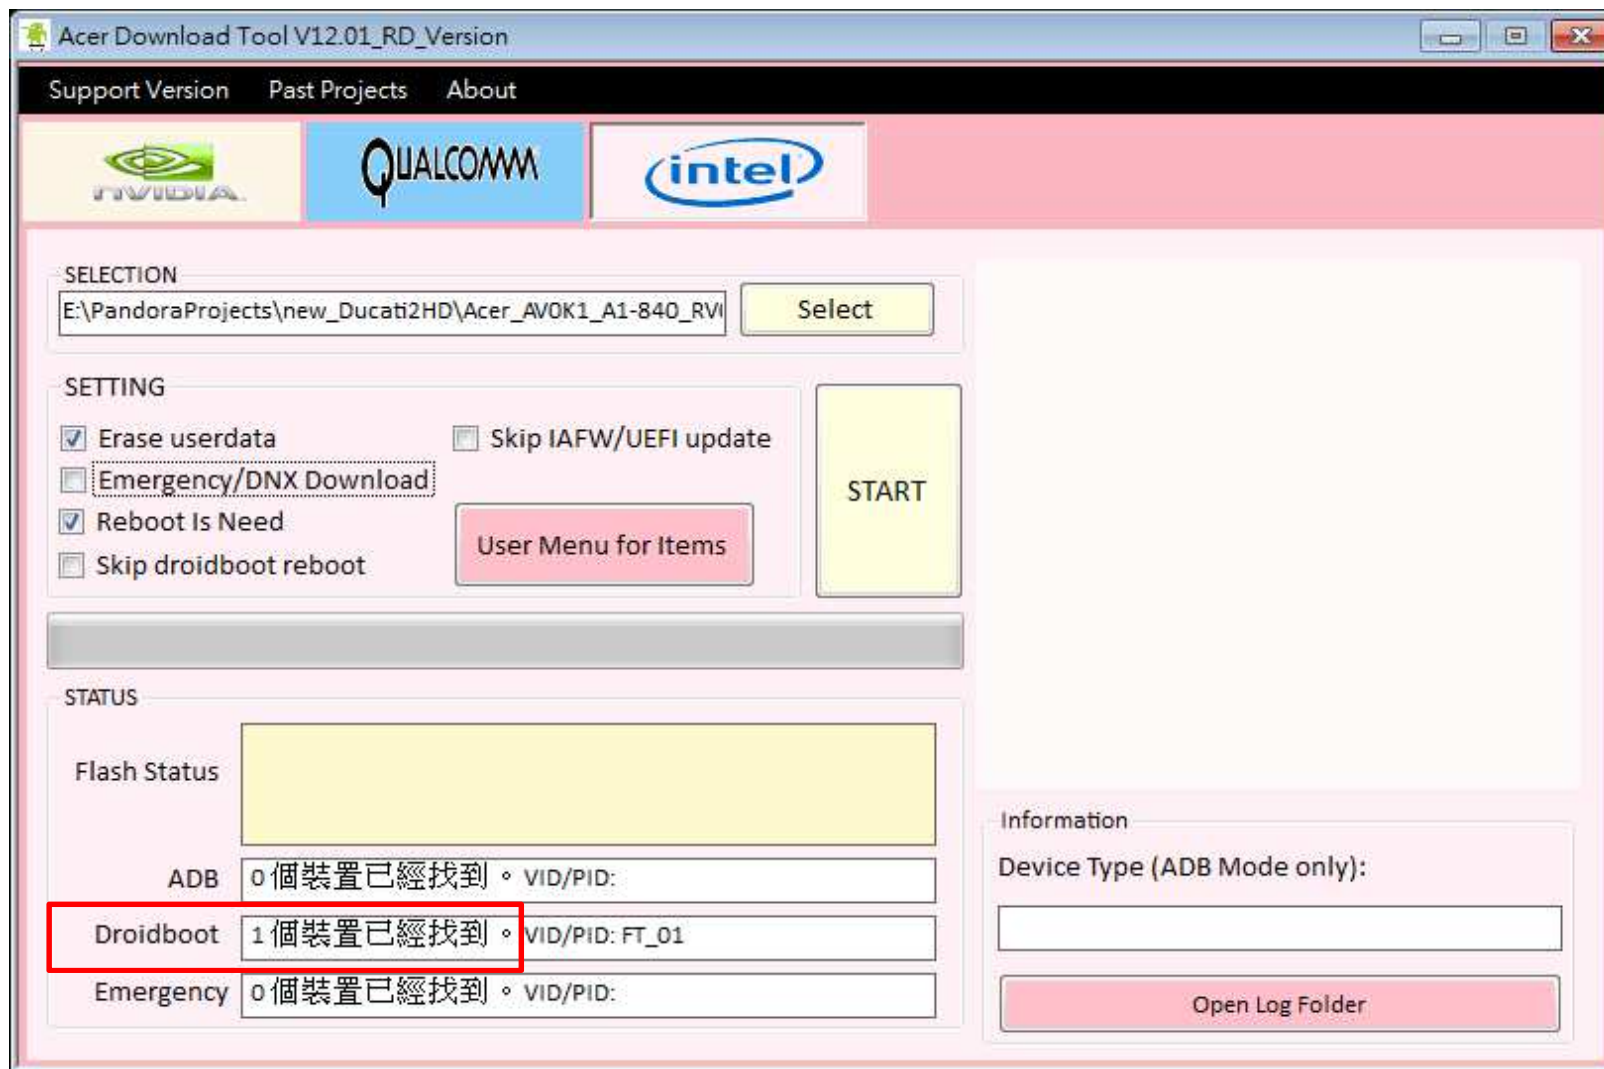 Acer Download Tool V12.01_RD_Version
Support Version Past Projects About
NVIDIA. QUALCOMM intel
SELECTION
E:\PandoraProjects\new_Ducati2HD\Acer_AV0K1_A1-840_RV Select
SETTING
Erase userdata Skip IAFW/UEFI update
Emergency/DNX Download
START
Reboot Is Need
User Menu for Items
Skip droidboot reboot
STATUS
Flash Status
Information
ADB 0 個裝置已經找到。VID/PID:
Device Type (ADB Mode only):
Droidboot 1 個裝置已經找到。VID/PID: FT_01
Emergency 0 個裝置已經找到。VID/PID:
Open Log Folder